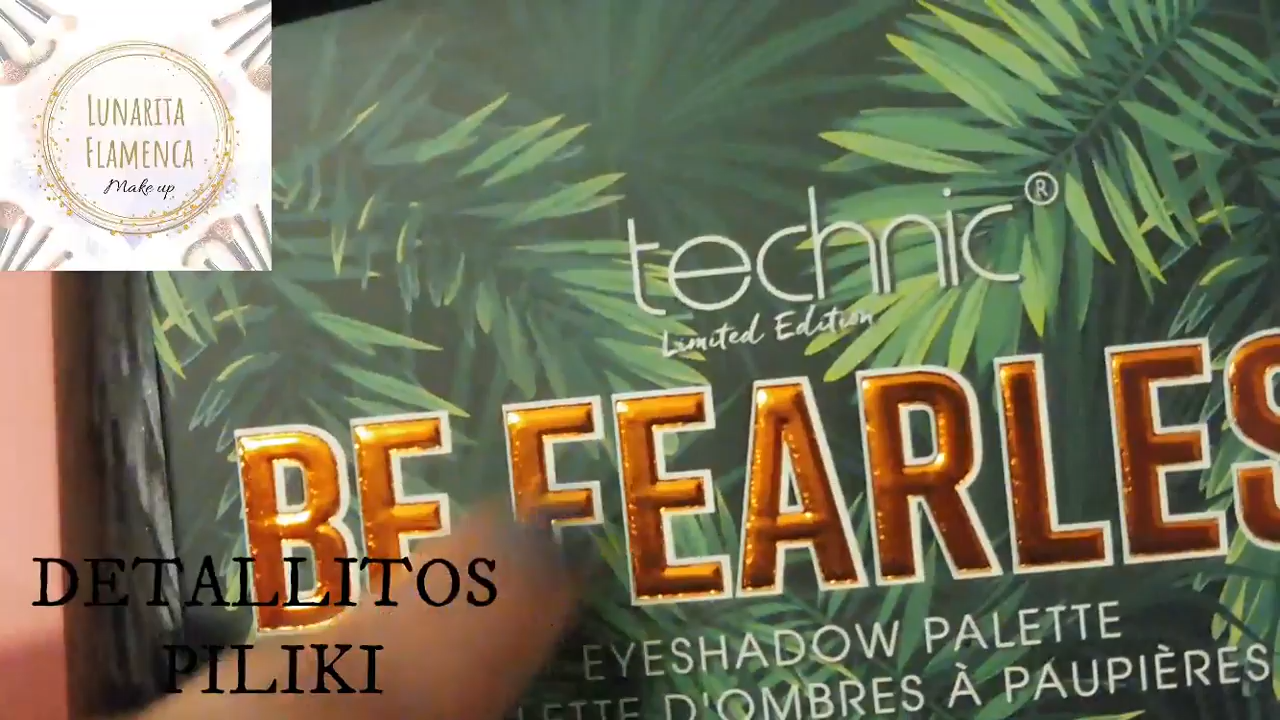 LUNARITA
FLAMENCA
Make up
technic®
Limited Edition
BE FEARLES
EYESHADOW PALETTE
D'OMBRES À PAUPIÈRES
DETALLITOS
PILIKI